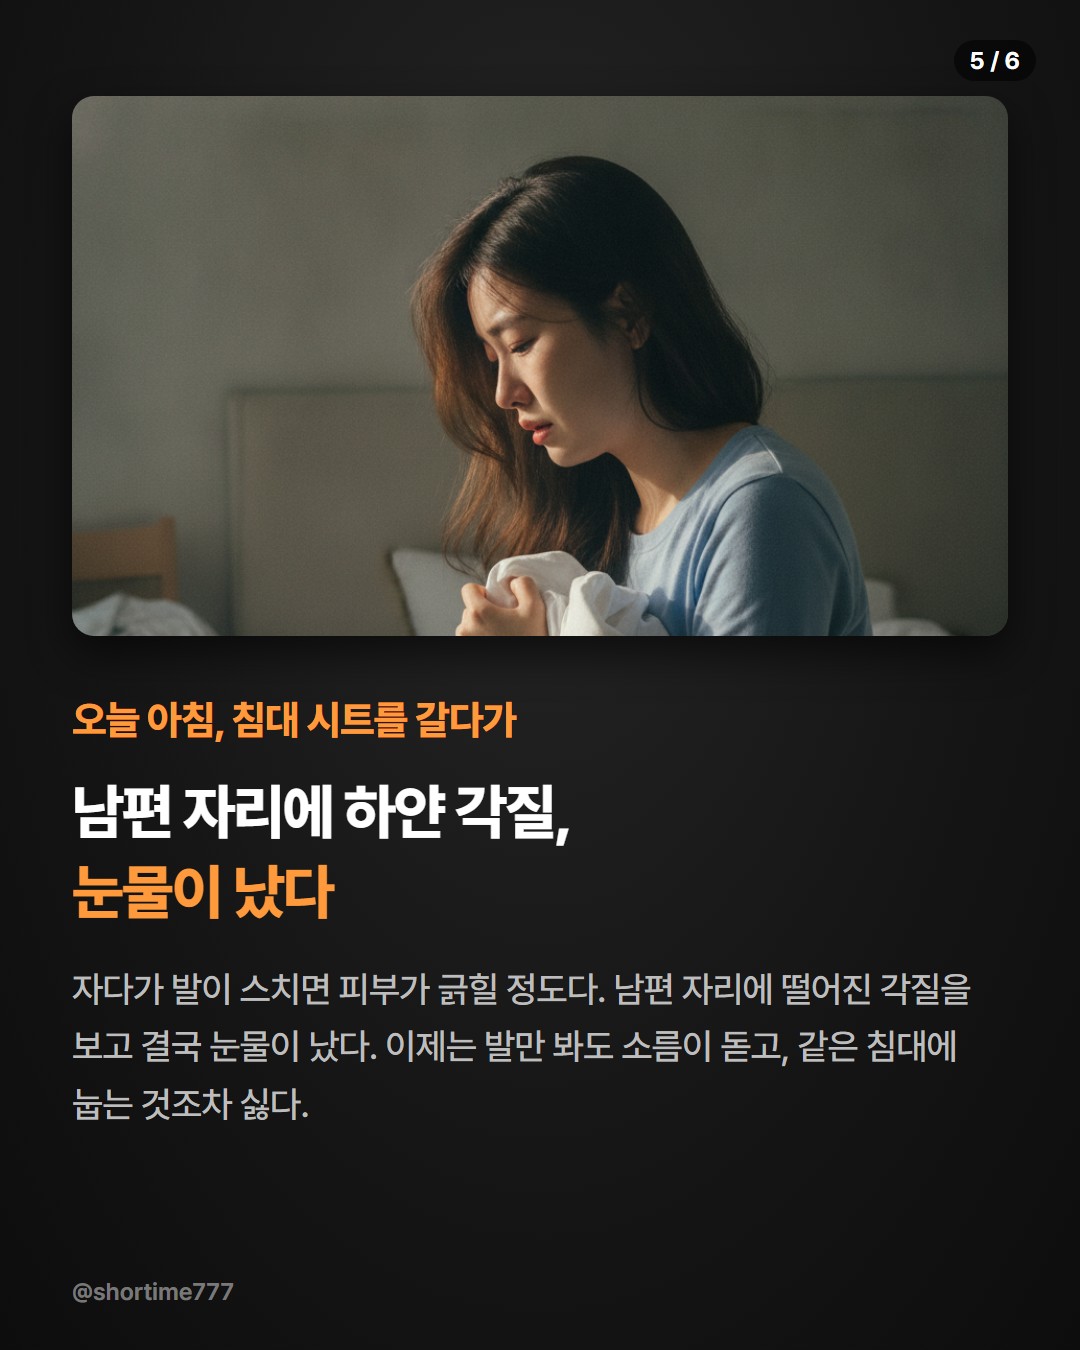 5 / 6
오늘 아침, 침대 시트를 갈다가
남편 자리에 하얀 각질,
눈물이 났다
자다가 발이 스치면 피부가 긁힐 정도다. 남편 자리에 떨어진 각질을
보고 결국 눈물이 났다. 이제는 발만 봐도 소름이 돋고, 같은 침대에
눕는 것조차 싫다.
@shortime777